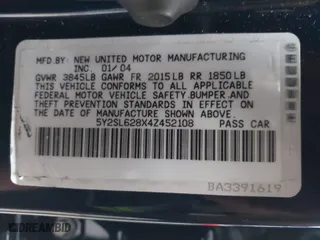 MFD BY: NEW UNITED MOTOR MANUFACTURING
INC. 01/04
GVWR 3845LB GAWR FR 2015LB RR 1850LB
THIS VEHICLE CONFORMS TO ALL APPLICABLE
FEDERAL MOTOR VEHICLE SAFETY, BUMPER, AND
THEFT PREVENTION STANDARDS IN EFFECT ON
THE DATE OF MANUFACTURE SHOWN ABOVE.
5Y2SL628X4Z452108 PASS CAR
BA3391619
DREAMBID